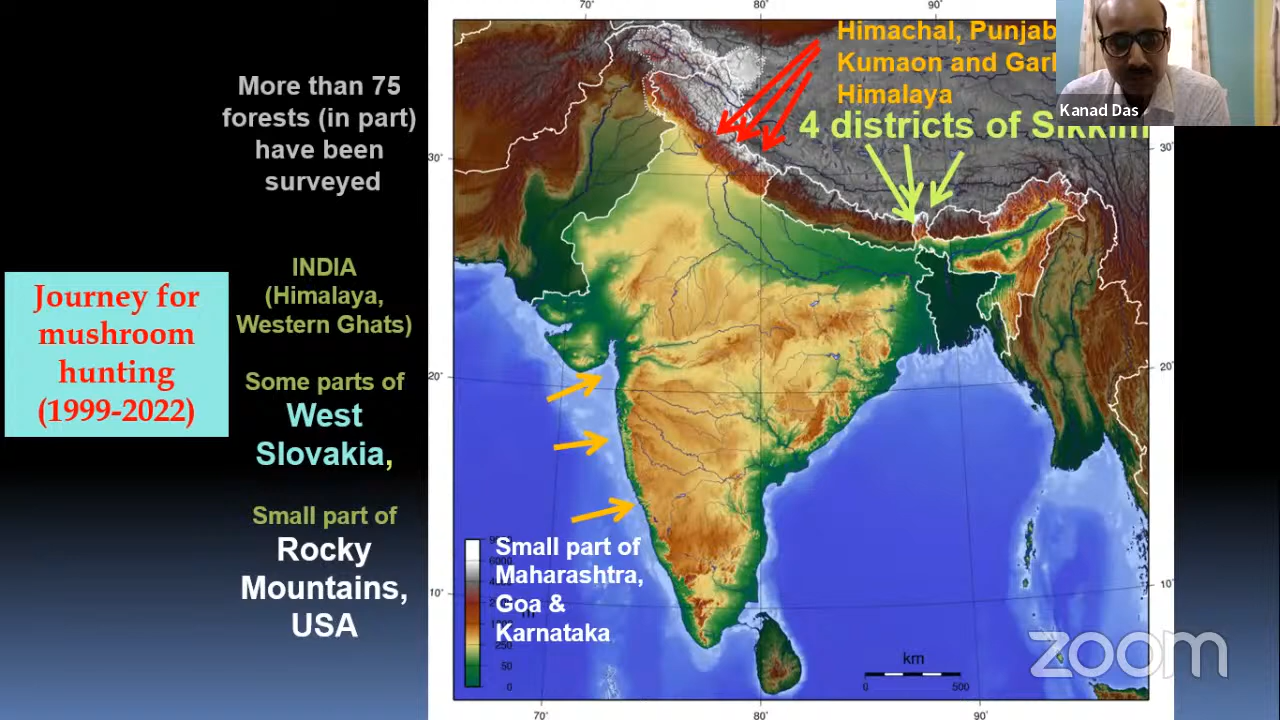 More than 75
forests (in part)
have been
surveyed
INDIA
(Himalaya,
Western Ghats)
Some parts of
West
Slovakia,
Small part of
Rocky
Mountains,
USA
Journey for
mushroom
hunting
(1999-2022)
70°
80°
90°
Himachal, Punjab
Kumaon and
Himalaya
4 districts of Sikkim
Kanad Das
30°
30°
20°
20°
10°
10°
Small part of
Maharashtra,
Goa &
Karnataka
250
50
0
km
0
500
zoom
70°
80°
90°